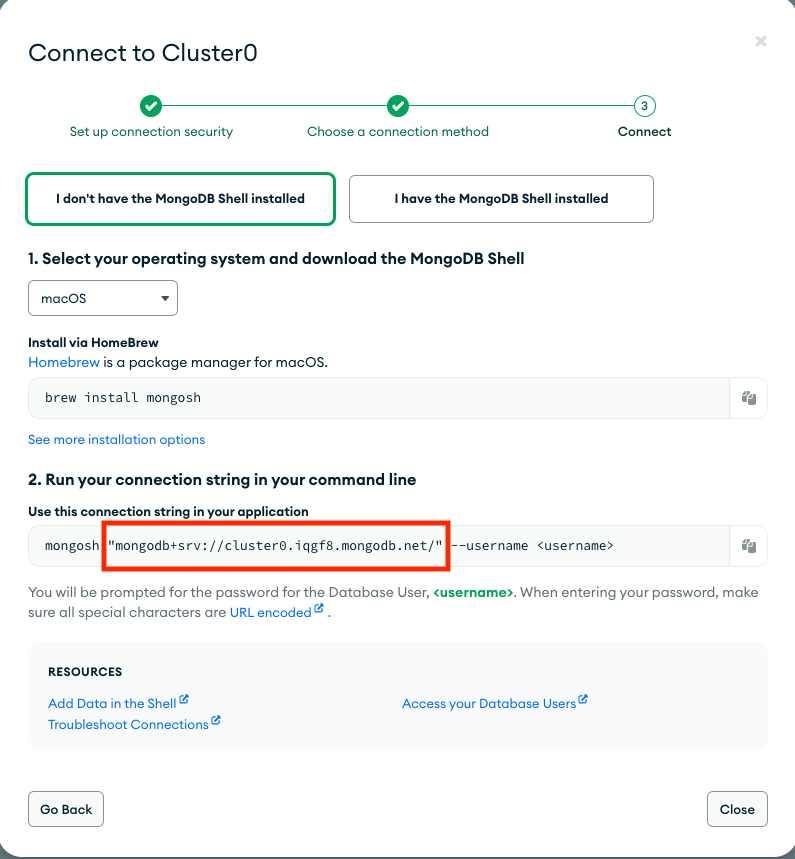 Connect to Cluster0
3
Set up connection security
Choose a connection method
Connect
I don't have the MongoDB Shell installed
I have the MongoDB Shell installed
1. Select your operating system and download the MongoDB Shell
macOS
Install via HomeBrew
Homebrew is a package manager for macOS.
brew install mongosh
See more installation options
2. Run your connection string in your command line
Use this connection string in your application
mongosh "mongodb+srv://cluster0.iqgf8.mongodb.net/" --username <username>
You will be prompted for the password for the Database User, <username>. When entering your password, make
sure all special characters are URL encoded .
RESOURCES
Add Data in the Shell
Access your Database Users
Troubleshoot Connections
Go Back
Close